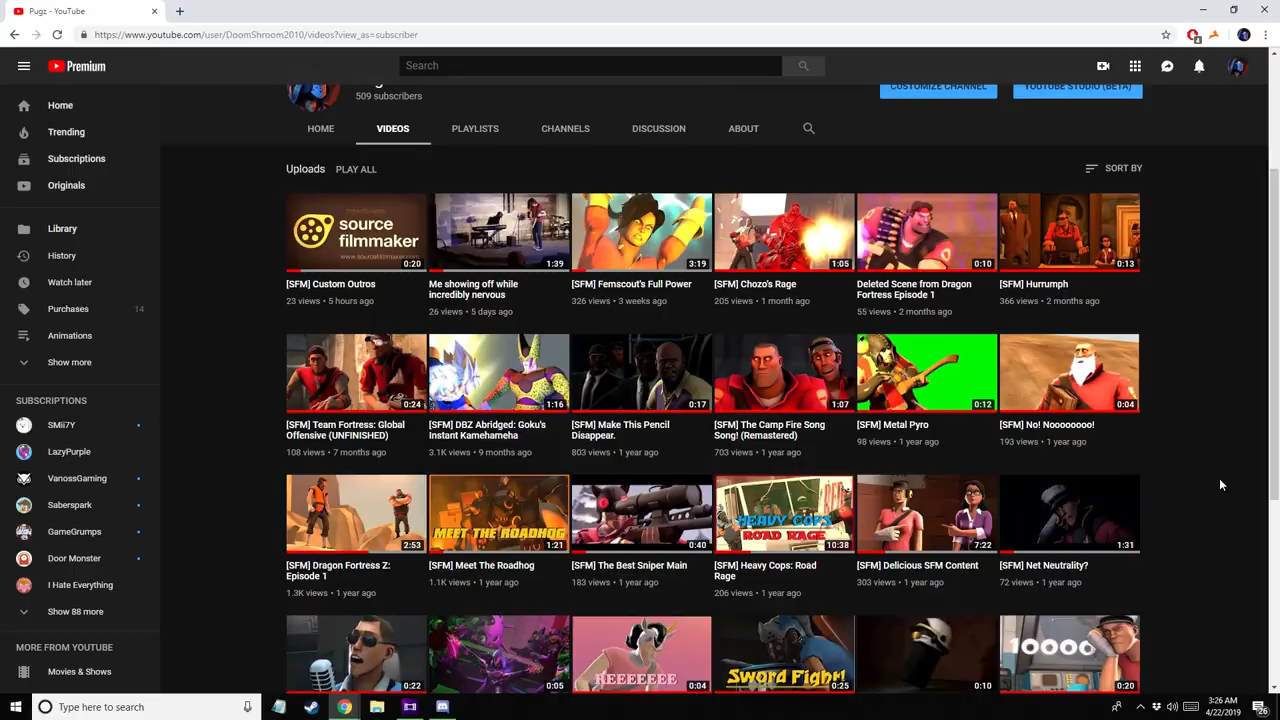 Pugz - YouTube
https://www.youtube.com/user/DoomShroom2010/videos?view_as=subscriber
4
Premium
Search
509 subscribers
CUSTOMIZE CHANNEL
YOUTUBE STUDIO (BETA)
HOME
VIDEOS
PLAYLISTS
CHANNELS
DISCUSSION
ABOUT
Home
Trending
Subscriptions
Originals
Library
History
Watch later
Purchases 14
Animations
Show more
SUBSCRIPTIONS
SMii7Y
LazyPurple
VanossGaming
Saberspark
GameGrumps
Door Monster
I Hate Everything
Show 88 more
MORE FROM YOUTUBE
Movies & Shows
Uploads PLAY ALL
SORT BY
source
filmmaker
www.sourcefilmmaker.com
0:20
[SFM] Custom Outros
23 views • 5 hours ago
1:39
Me showing off while
incredibly nervous
26 views • 5 days ago
3:19
[SFM] Femscout's Full Power
326 views • 3 weeks ago
1:05
[SFM] Chozo's Rage
205 views • 1 month ago
0:10
Deleted Scene from Dragon
Fortress Episode 1
55 views • 2 months ago
0:13
[SFM] Hurrumph
366 views • 2 months ago
0:24
[SFM] Team Fortress: Global
Offensive (UNFINISHED)
108 views • 7 months ago
1:16
[SFM] DBZ Abridged: Goku's
Instant Kamehameha
3.1K views • 9 months ago
0:17
[SFM] Make This Pencil
Disappear.
803 views • 1 year ago
1:07
[SFM] The Camp Fire Song
Song! (Remastered)
703 views • 1 year ago
0:12
[SFM] Metal Pyro
98 views • 1 year ago
0:04
[SFM] No! Noooooooo!
193 views • 1 year ago
2:53
[SFM] Dragon Fortress Z:
Episode 1
1.3K views • 1 year ago
MEET THE ROADHOG
1:21
[SFM] Meet The Roadhog
1.1K views • 1 year ago
0:40
[SFM] The Best Sniper Main
183 views • 1 year ago
HEAVY COPS
ROAD RAGE
10:38
[SFM] Heavy Cops: Road
Rage
206 views • 1 year ago
7:22
[SFM] Delicious SFM Content
303 views • 1 year ago
1:31
[SFM] Net Neutrality?
72 views • 1 year ago
0:22
0:05
REEEEEEE
0:04
Sword Fight!
0:25
0:10
10000
0:20
Type here to search
3:26 AM
4/22/2019
26